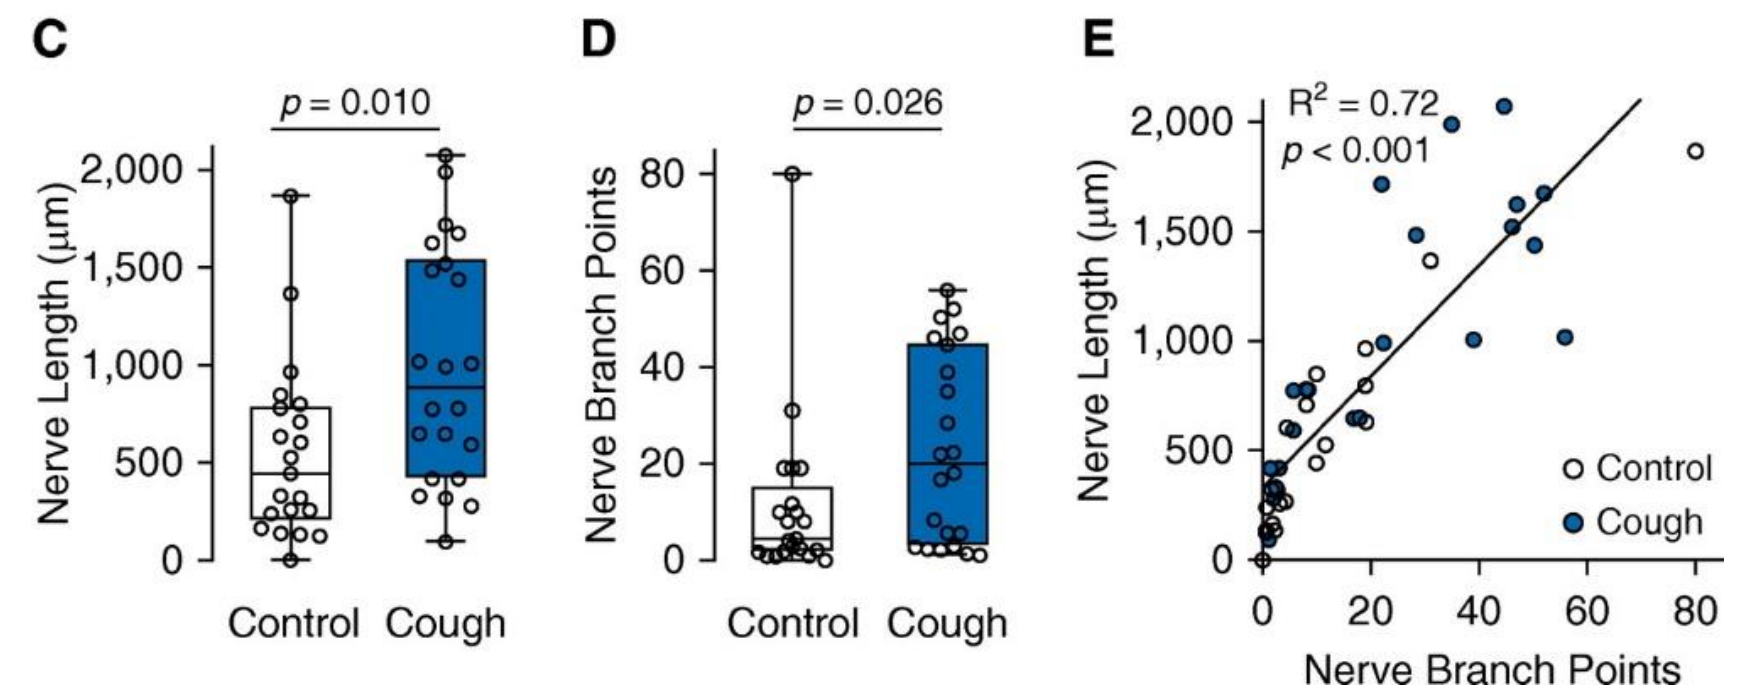 C
p = 0.010
Nerve Length (μm)
2,000
1,500
1,000
500
0
Control Cough
D
p = 0.026
Nerve Branch Points
80
60
40
20
0
Control Cough
E
R² = 0.72
p < 0.001
Nerve Length (μm)
2,000
1,500
1,000
500
0
Control
Cough
0 20 40 60 80
Nerve Branch Points